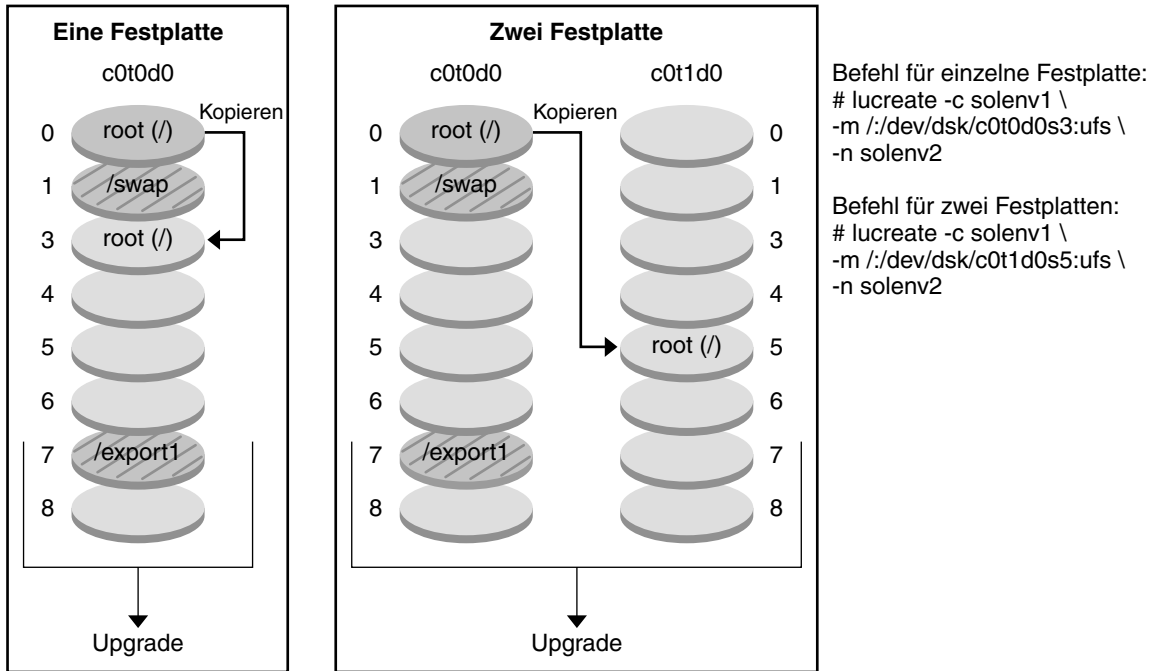 Eine Festplatte
c0t0d0
Kopieren
0
root (/)
1
/swap
3
root (/)
4
5
6
7
/export1
8
Upgrade
Zwei Festplatte
c0t0d0
c0t1d0
Kopieren
0
root (/)
0
1
/swap
1
3
3
4
4
5
root (/)
5
6
6
7
/export1
7
8
8
Upgrade
Befehl für einzelne Festplatte:
# lucreate -c solenv1 \
-m /:/dev/dsk/c0t0d0s3:ufs \
-n solenv2
Befehl für zwei Festplatten:
# lucreate -c solenv1 \
-m /:/dev/dsk/c0t1d0s5:ufs \
-n solenv2